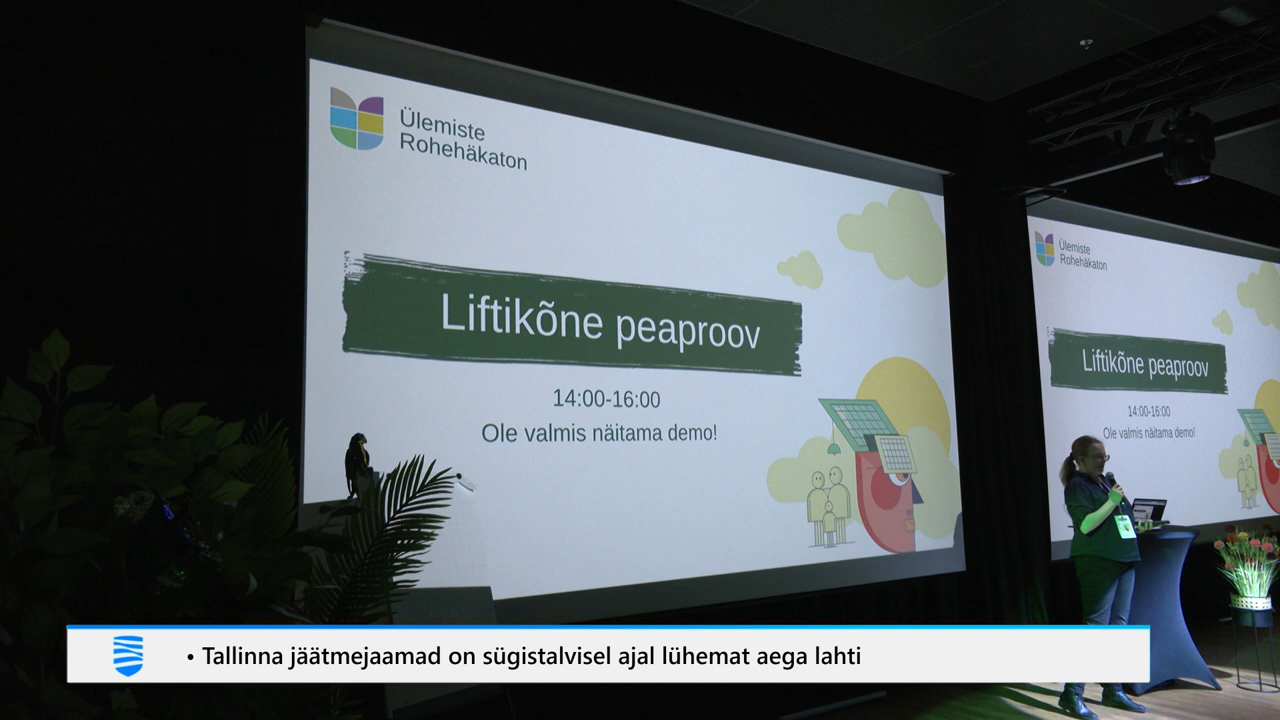 Ülemiste
Rohehäkaton
Liftikõne peaproov
14:00-16:00
Ole valmis näitama demo!
Ülemiste
Rohehäkaton
Liftikõne peaproov
14:00-16:00
Ole valmis näitama demo!
• Tallinna jäätmejaamad on sügistalvisel ajal lühemat aega lahti